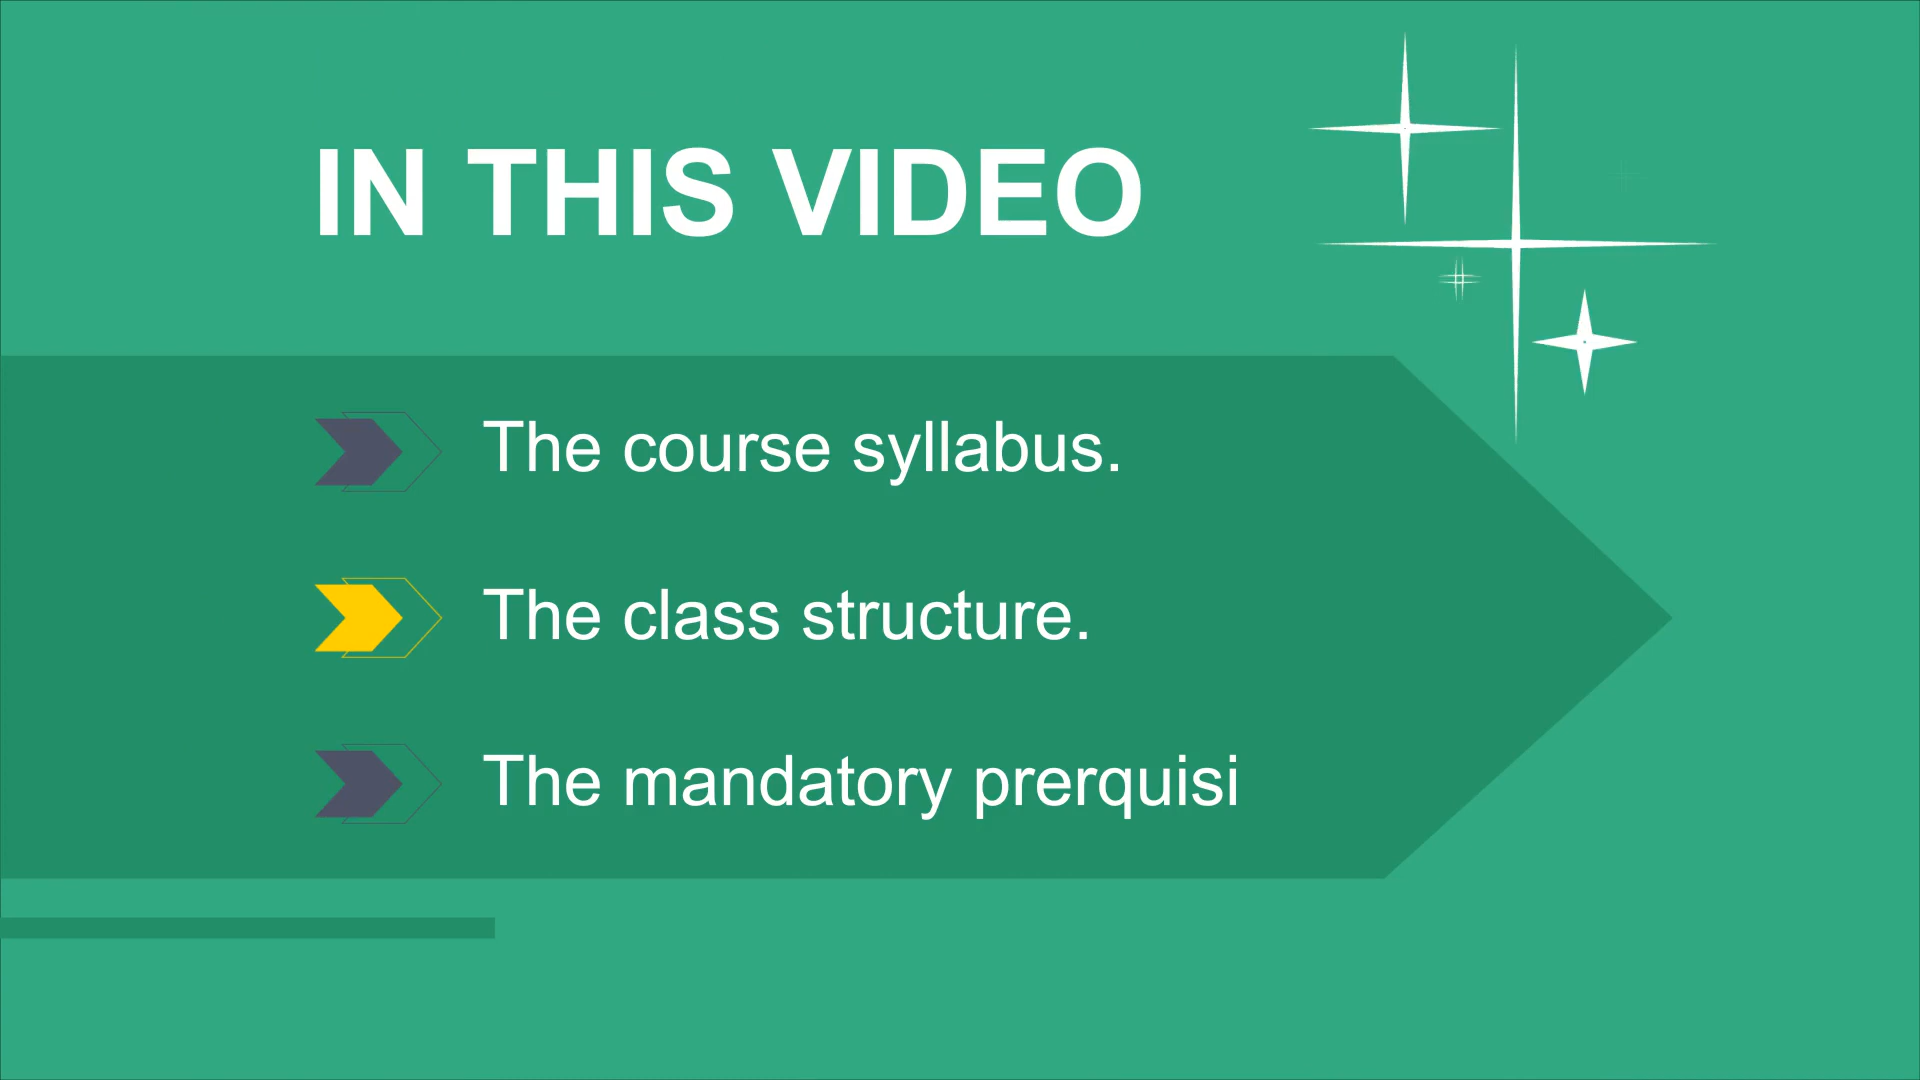 IN THIS VIDEO
The course syllabus.
The class structure.
The mandatory prerquisi